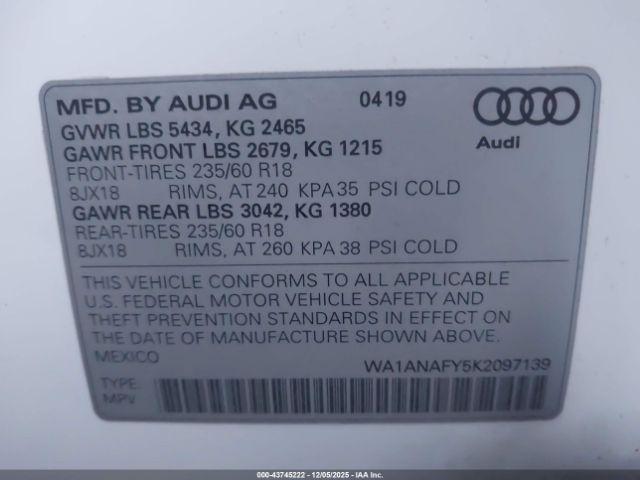 MFD. BY AUDI AG 0419
GVWR LBS 5434, KG 2465
GAWR FRONT LBS 2679, KG 1215
Audi
FRONT-TIRES 235/60 R18
8JX18 RIMS, AT 240 KPA 35 PSI COLD
GAWR REAR LBS 3042, KG 1380
REAR-TIRES 235/60 R18
8JX18 RIMS, AT 260 KPA 38 PSI COLD
THIS VEHICLE CONFORMS TO ALL APPLICABLE
U.S. FEDERAL MOTOR VEHICLE SAFETY AND
THEFT PREVENTION STANDARDS IN EFFECT ON
THE DATE OF MANUFACTURE SHOWN ABOVE.
MEXICO WA1ANAFY5K2097139
TYPE:
MPV
000-43745222 - 12/05/2025 - IAA Inc.